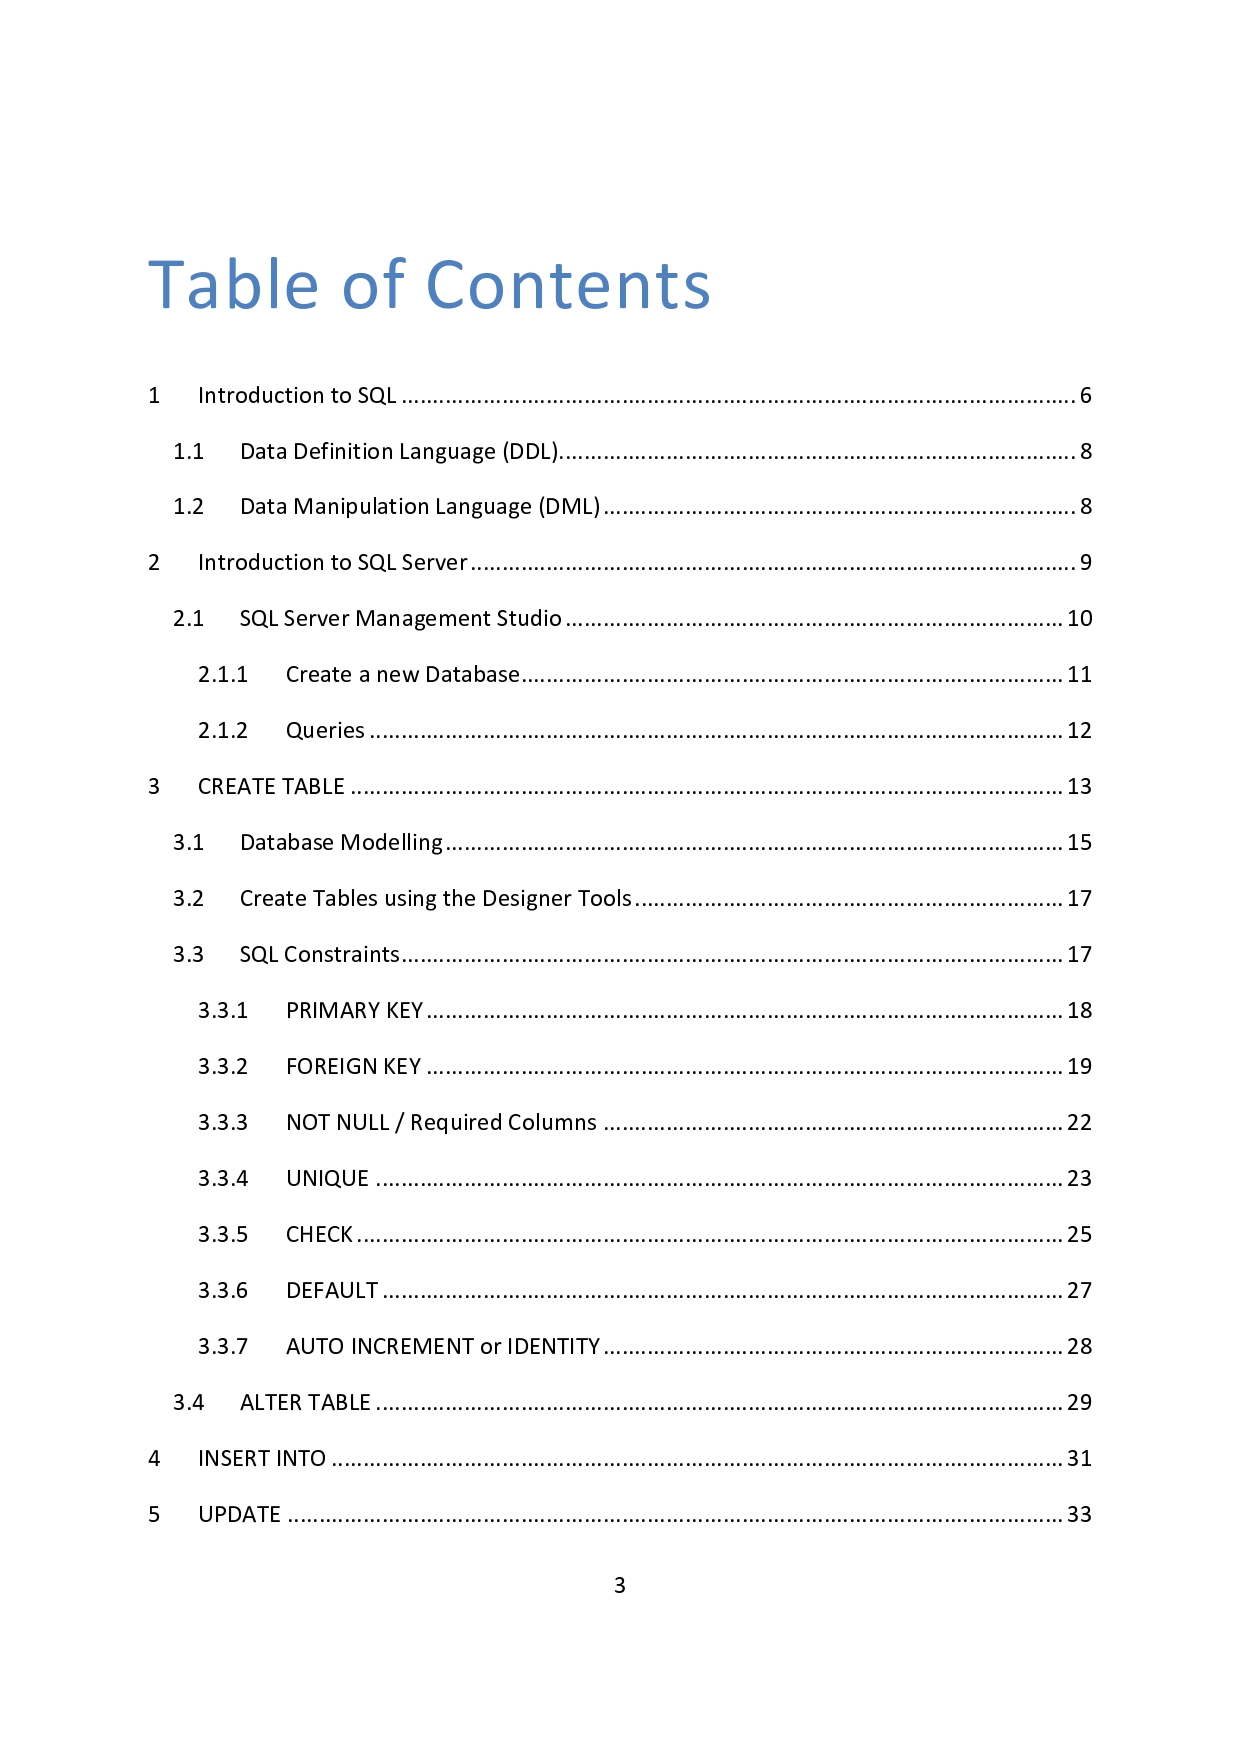 Table of Contents
1 Introduction to SQL ........................................................................................................... 6
1.1 Data Definition Language (DDL).................................................................................. 8
1.2 Data Manipulation Language (DML) ........................................................................... 8
2 Introduction to SQL Server ................................................................................................ 9
2.1 SQL Server Management Studio ............................................................................... 10
2.1.1 Create a new Database...................................................................................... 11
2.1.2 Queries .............................................................................................................. 12
3 CREATE TABLE ................................................................................................................. 13
3.1 Database Modelling .................................................................................................. 15
3.2 Create Tables using the Designer Tools .................................................................... 17
3.3 SQL Constraints......................................................................................................... 17
3.3.1 PRIMARY KEY ..................................................................................................... 18
3.3.2 FOREIGN KEY ..................................................................................................... 19
3.3.3 NOT NULL / Required Columns ......................................................................... 22
3.3.4 UNIQUE ............................................................................................................. 23
3.3.5 CHECK ................................................................................................................ 25
3.3.6 DEFAULT ............................................................................................................ 27
3.3.7 AUTO INCREMENT or IDENTITY ......................................................................... 28
3.4 ALTER TABLE ............................................................................................................. 29
4 INSERT INTO .................................................................................................................... 31
5 UPDATE ........................................................................................................................... 33
3